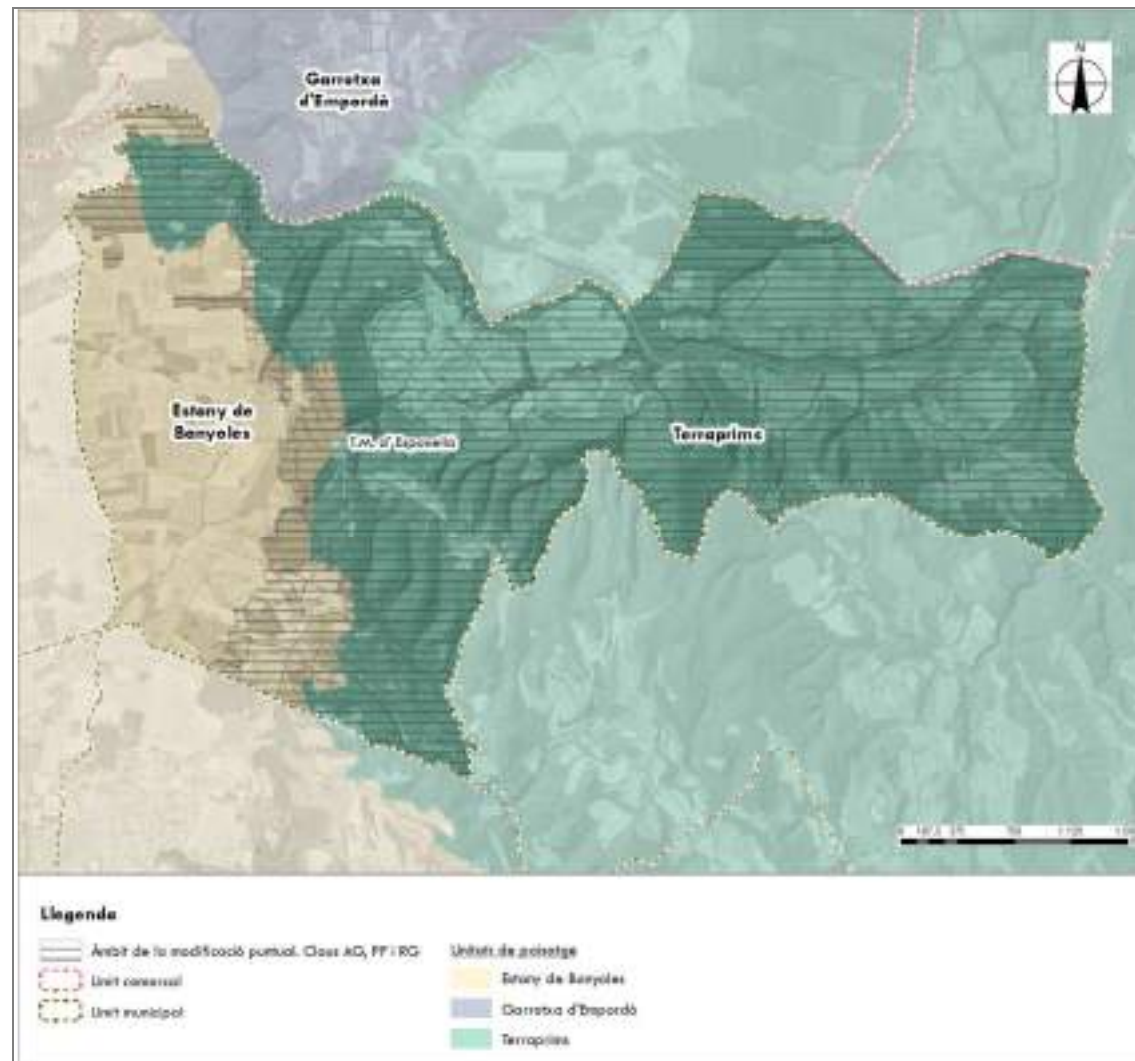 Garrotxa
d'Empordà
N
Estany de
Banyoles
T.M. d' Esponellà
Terraprims
0
Llegenda
Àmbit de la modificació puntual. Claus AG, PF i RG
Límit comarcal
Límit municipal
Unitats de paisatge
Estany de Banyoles
Garrotxa d'Empordà
Terraprims